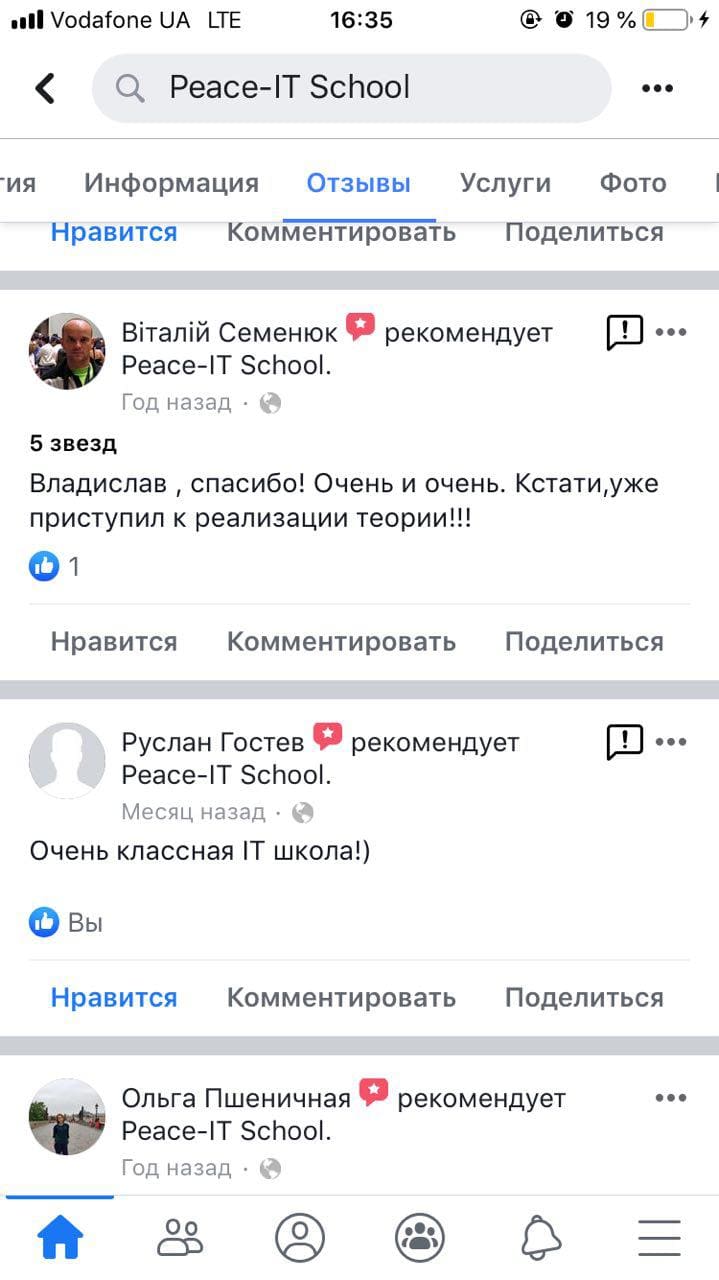 Vodafone UA LTE 16:35 19 %
Peace-IT School
гия Информация Отзывы Услуги Фото
Нравится Комментировать Поделиться
Віталій Семенюк рекомендует
Peace-IT School.
Год назад ·
5 звезд
Владислав , спасибо! Очень и очень. Кстати,уже
приступил к реализации теории!!!
1
Нравится Комментировать Поделиться
Руслан Гостев рекомендует
Peace-IT School.
Месяц назад ·
Очень классная IT школа!)
Вы
Нравится Комментировать Поделиться
Ольга Пшеничная рекомендует
Peace-IT School.
Год назад ·